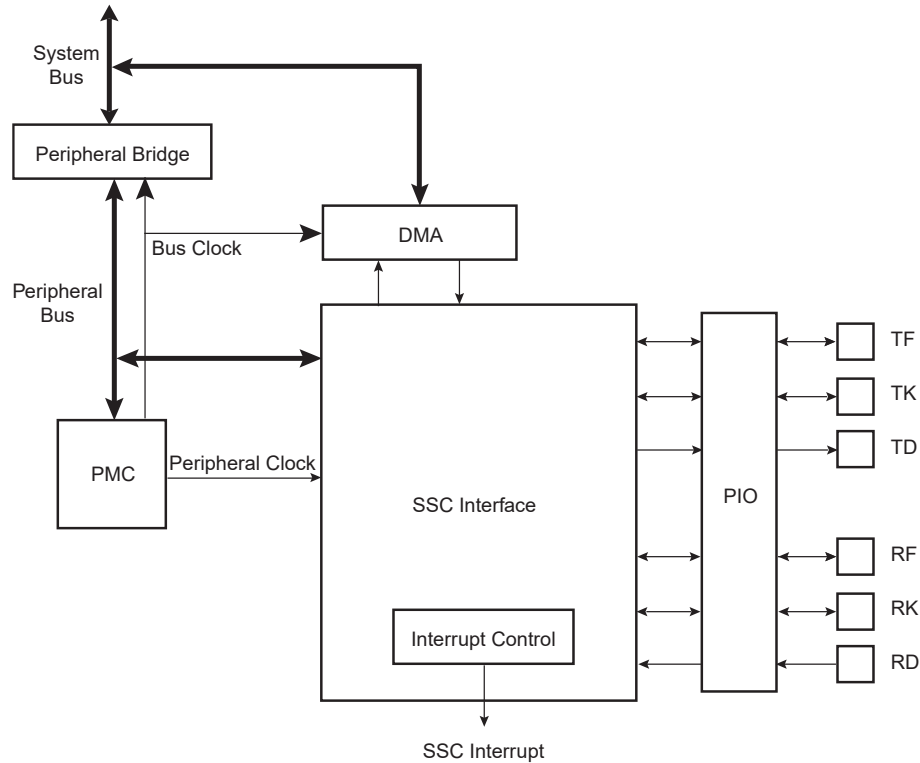 System
Bus
Peripheral Bridge
DMA
Bus Clock
Peripheral
Bus
TF
TK
TD
PMC
Peripheral Clock
SSC Interface
PIO
RF
RK
RD
Interrupt Control
SSC Interrupt